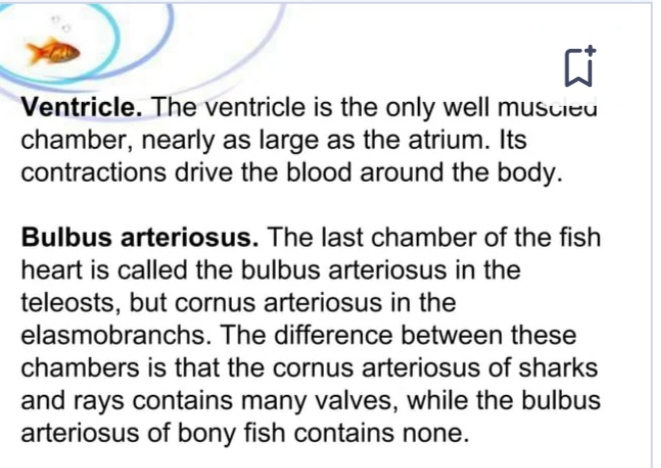 Ventricle. The ventricle is the only well muscled
chamber, nearly as large as the atrium. Its
contractions drive the blood around the body.
Bulbus arteriosus. The last chamber of the fish
heart is called the bulbus arteriosus in the
teleosts, but cornus arteriosus in the
elasmobranchs. The difference between these
chambers is that the cornus arteriosus of sharks
and rays contains many valves, while the bulbus
arteriosus of bony fish contains none.